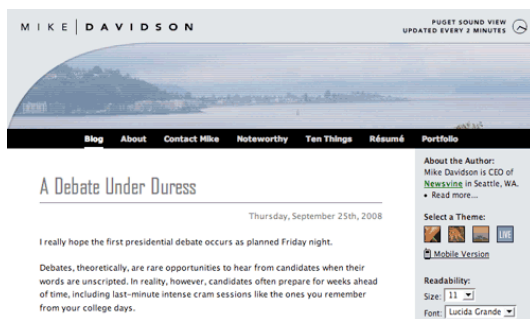 MIKE DAVIDSON
PUGET SOUND VIEW
UPDATED EVERY 2 MINUTES
Blog About Contact Mike Noteworthy Ten Things Résumé Portfolio
A Debate Under Duress
Thursday, September 25th, 2008
I really hope the first presidential debate occurs as planned Friday night.
Debates, theoretically, are rare opportunities to hear from candidates when their
words are unscripted. In reality, however, candidates often prepare for weeks ahead
of time, including last-minute intense cram sessions like the ones you remember
from your college days.
About the Author:
Mike Davidson is CEO of
Newsvine in Seattle, WA.
• Read more...
Select a Theme:
LIVE
Mobile Version
Readability:
Size: 11
Font: Lucida Grande